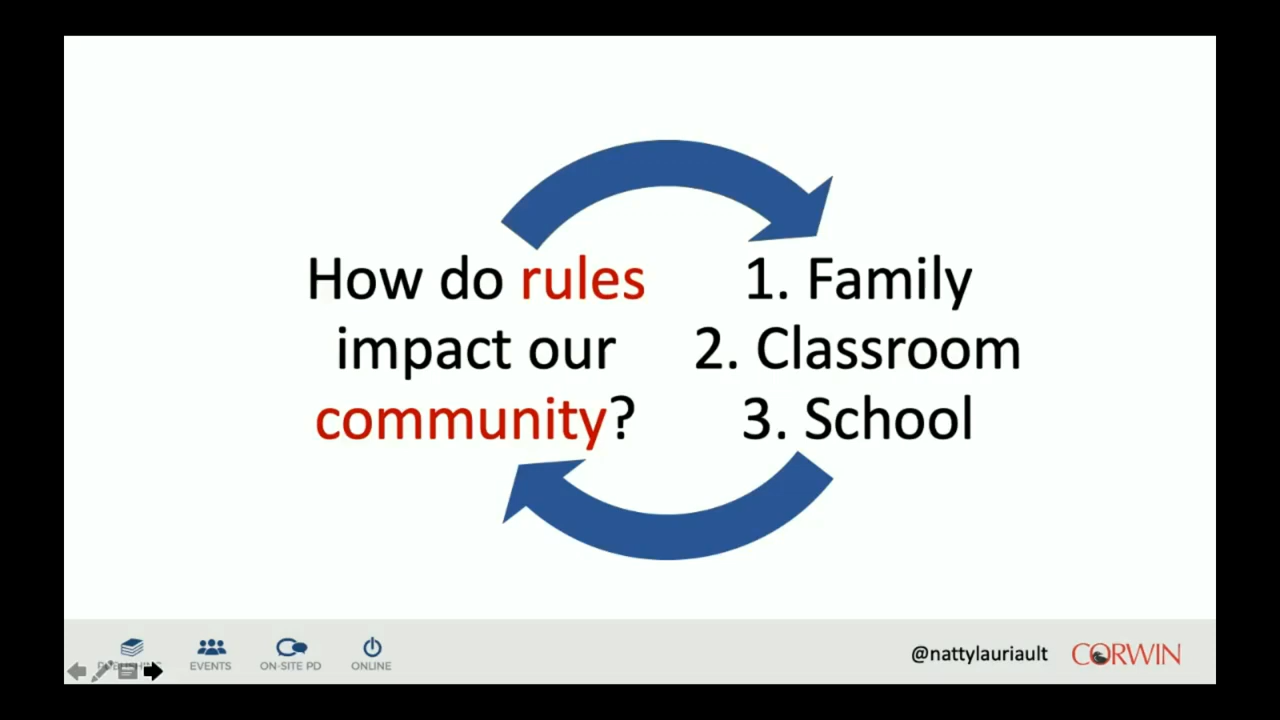 How do rules
impact our
community?
1. Family
2. Classroom
3. School
PUBLISHING
EVENTS
ON-SITE PD
ONLINE
@nattylauriault
CORWIN